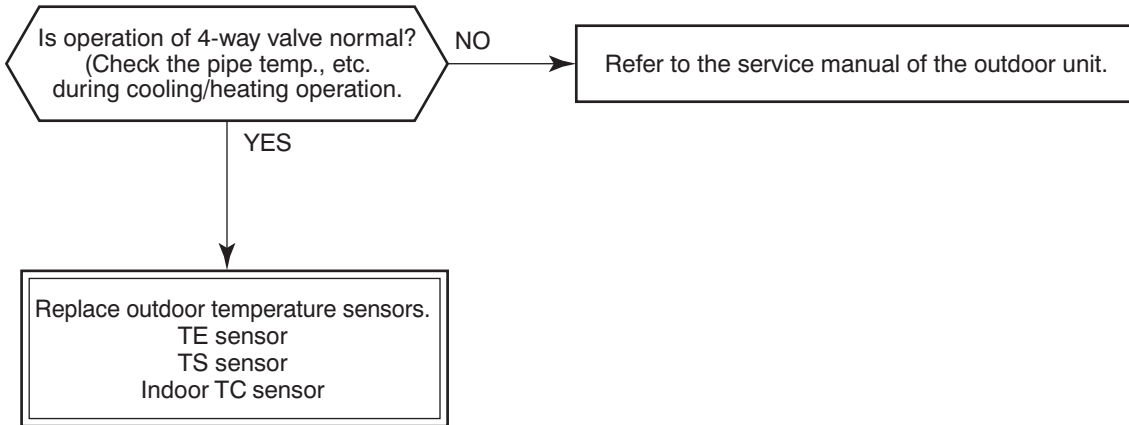 Is operation of 4-way valve normal?
(Check the pipe temp., etc.
during cooling/heating operation.
NO
Refer to the service manual of the outdoor unit.
YES
Replace outdoor temperature sensors.
TE sensor
TS sensor
Indoor TC sensor